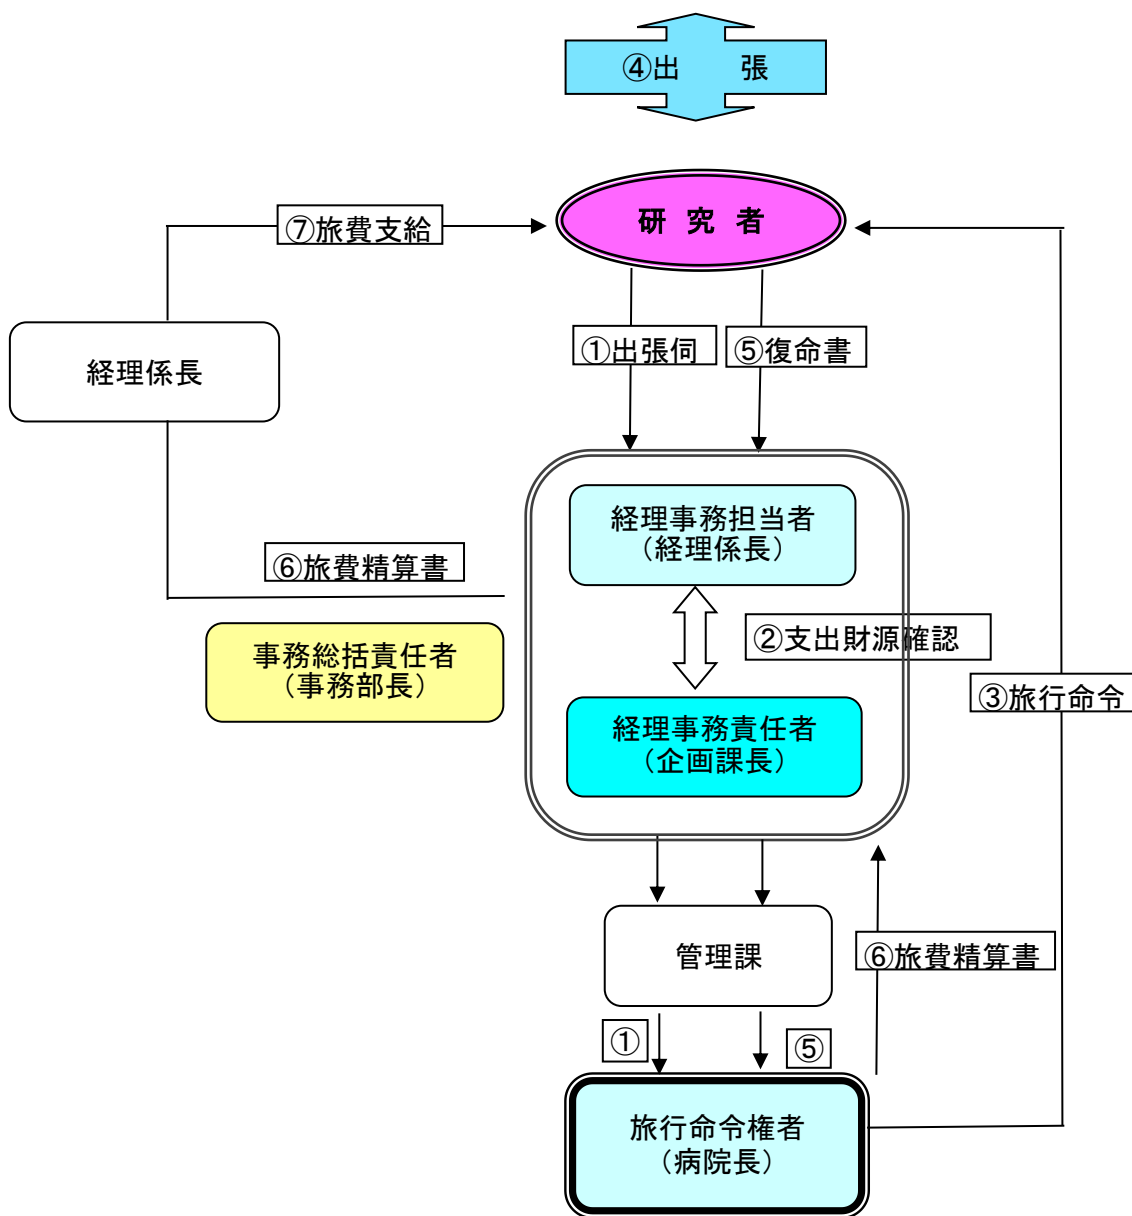 ④出　　張
研 究 者
⑦旅費支給
①出張伺
⑤復命書
経理係長
経理事務担当者
（経理係長）
⑥旅費精算書
②支出財源確認
事務総括責任者
（事務部長）
③旅行命令
経理事務責任者
（企画課長）
管理課
⑥旅費精算書
①
⑤
旅行命令権者
（病院長）